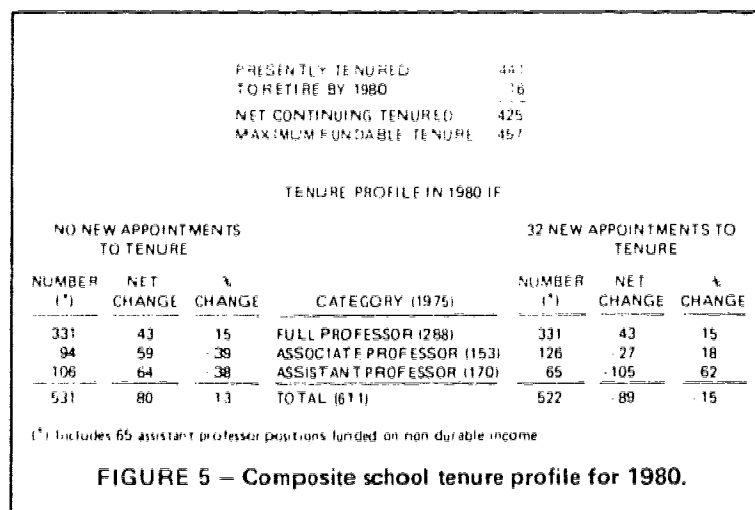 PRESENTLY TENURED 441
TO RETIRE BY 1980 16
NET CONTINUING TENURED 425
MAXIMUM FUNDABLE TENURE 457
TENURE PROFILE IN 1980 IF
NO NEW APPOINTMENTS TO TENURE
32 NEW APPOINTMENTS TO TENURE
NUMBER (*) NET CHANGE % CHANGE CATEGORY (1975) NUMBER (*) NET CHANGE % CHANGE
331 43 15 FULL PROFESSOR (288) 331 43 15
94 59 -39 ASSOCIATE PROFESSOR (153) 126 -27 18
106 64 -38 ASSISTANT PROFESSOR (170) 65 -105 62
531 80 13 TOTAL (611) 522 -89 -15
(*) Includes 65 assistant professor positions funded on non durable income
FIGURE 5 — Composite school tenure profile for 1980.